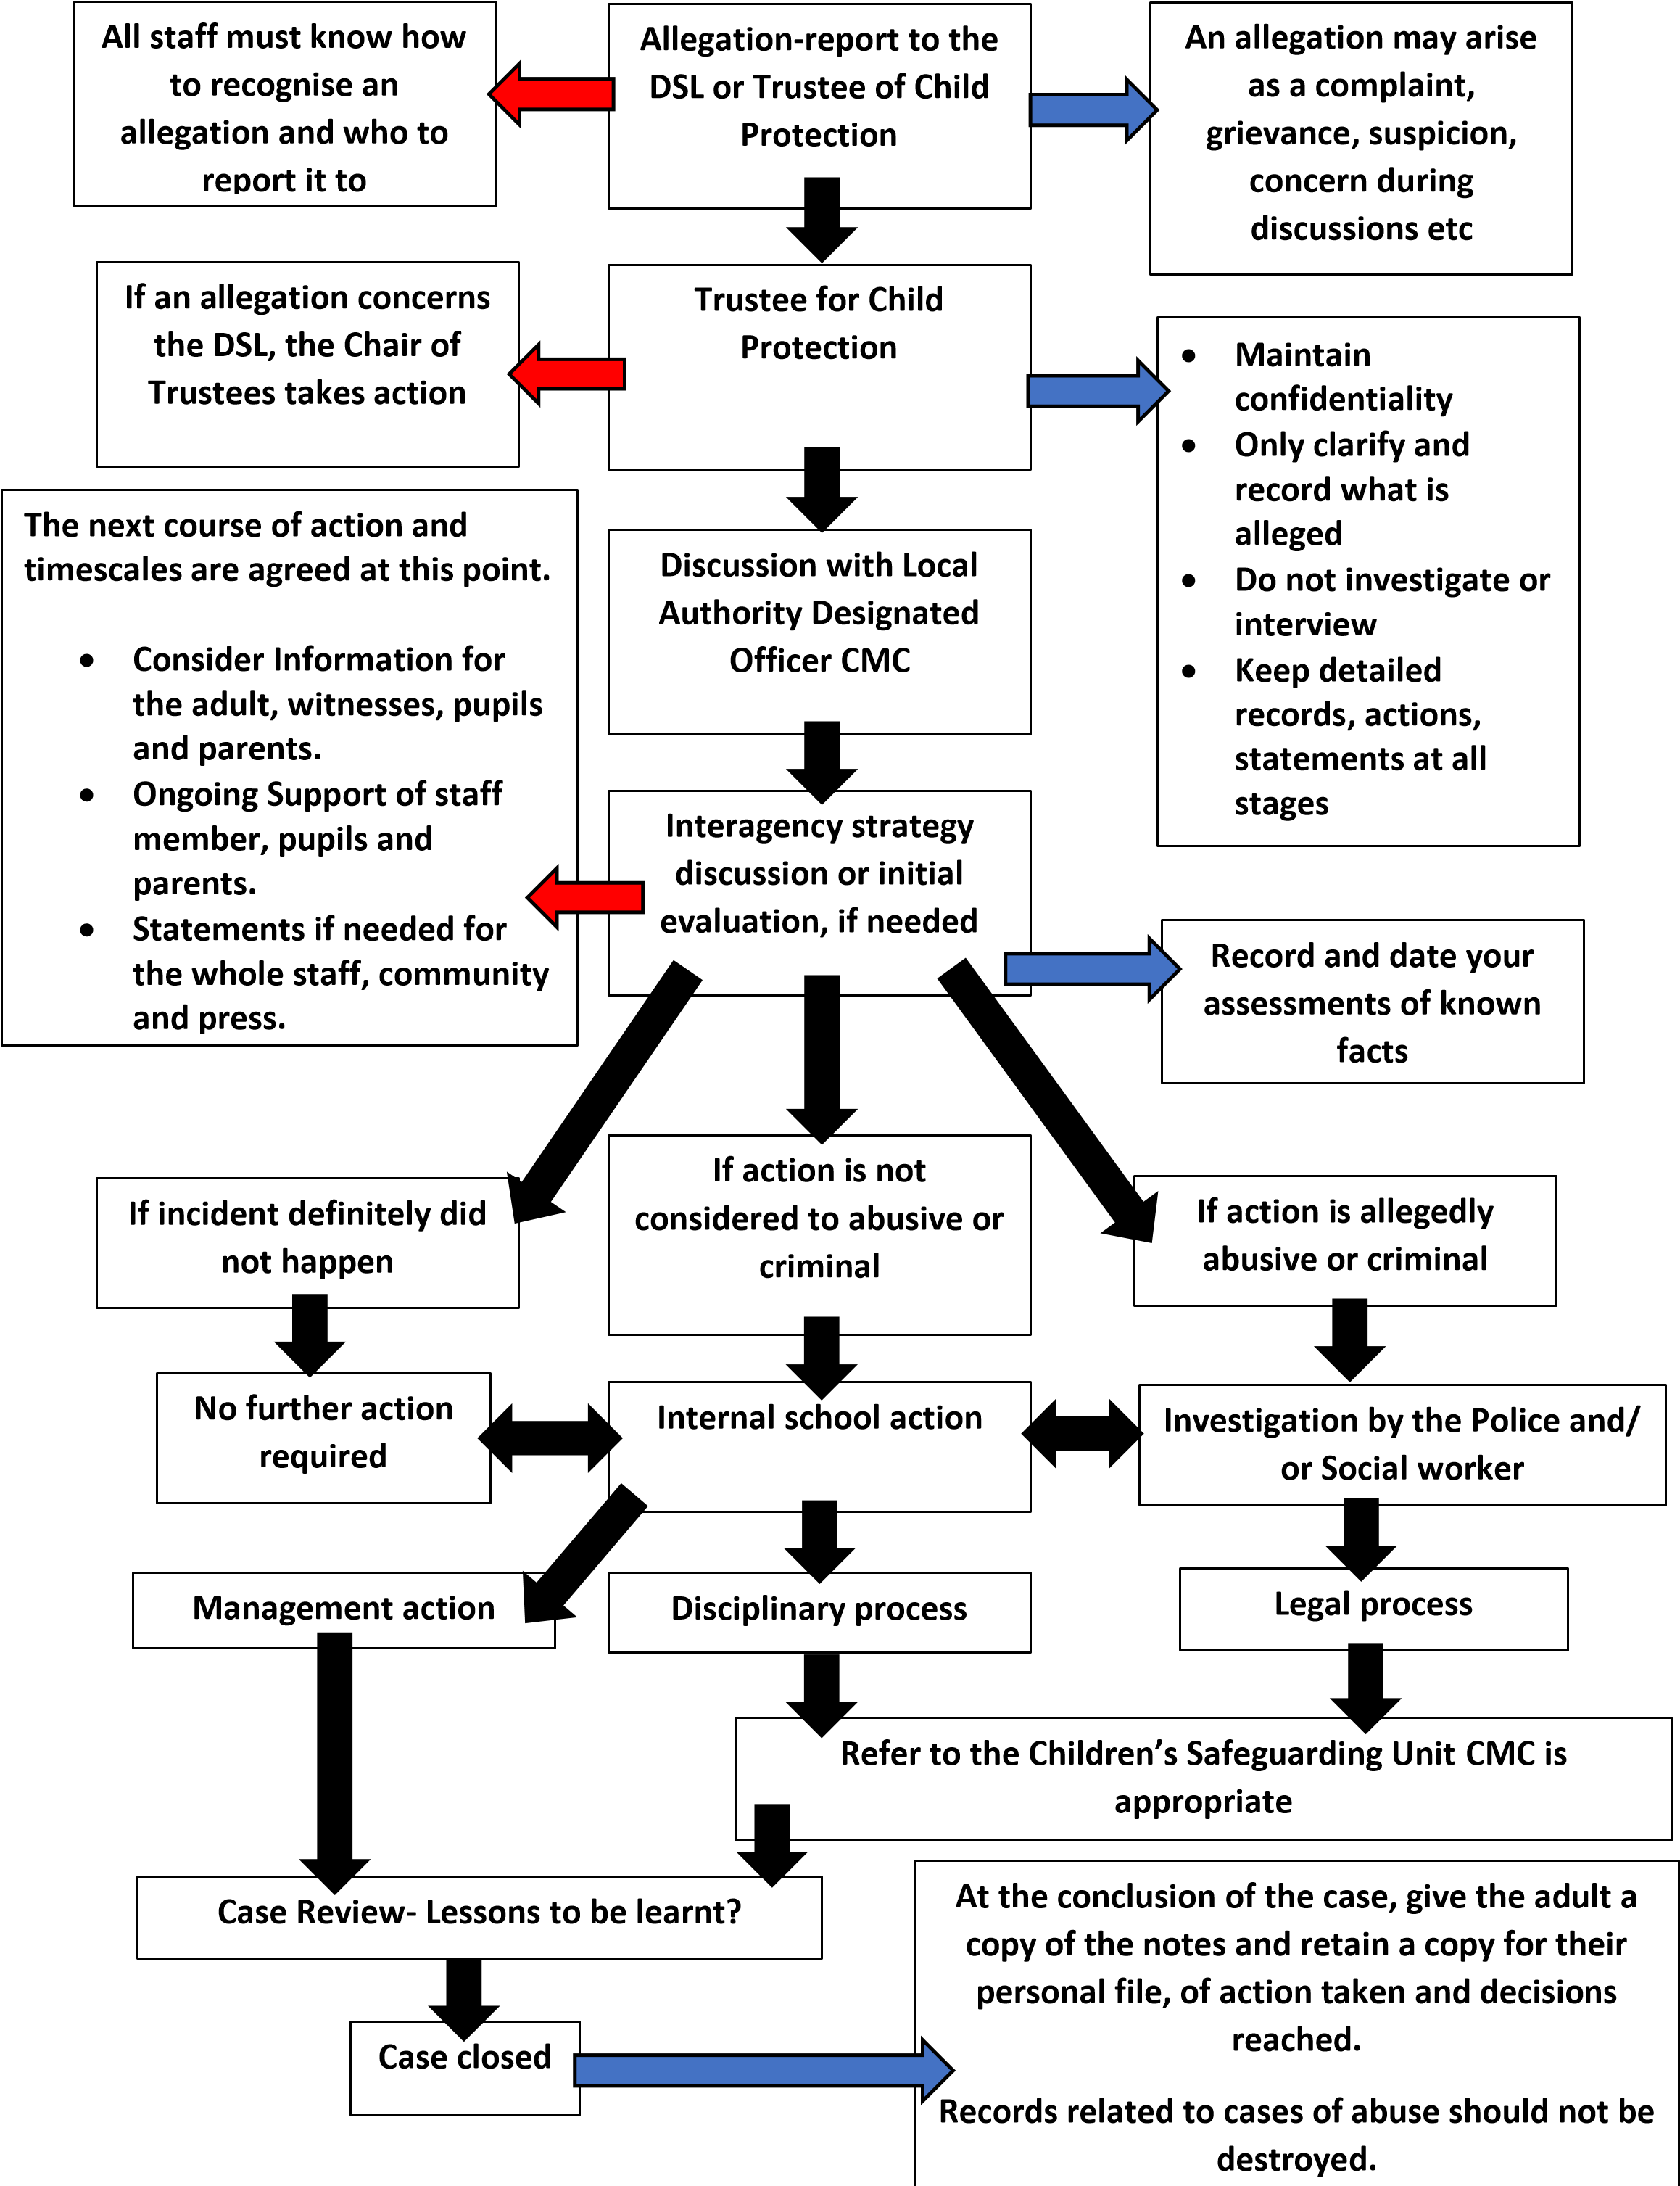 All staff must know how
to recognise an
allegation and who to
report it to
Allegation-report to the
DSL or Trustee of Child
Protection
An allegation may arise
as a complaint,
grievance, suspicion,
concern during
discussions etc
If an allegation concerns
the DSL, the Chair of
Trustees takes action
Trustee for Child
Protection
• Maintain
confidentiality
• Only clarify and
record what is
alleged
• Do not investigate or
interview
• Keep detailed
records, actions,
statements at all
stages
The next course of action and
timescales are agreed at this point.
• Consider Information for
the adult, witnesses, pupils
and parents.
• Ongoing Support of staff
member, pupils and
parents.
• Statements if needed for
the whole staff, community
and press.
Discussion with Local
Authority Designated
Officer CMC
Interagency strategy
discussion or initial
evaluation, if needed
Record and date your
assessments of known
facts
If incident definitely did
not happen
If action is not
considered to abusive or
criminal
If action is allegedly
abusive or criminal
No further action
required
Internal school action
Investigation by the Police and/
or Social worker
Management action
Disciplinary process
Legal process
Refer to the Children’s Safeguarding Unit CMC is
appropriate
Case Review- Lessons to be learnt?
Case closed
At the conclusion of the case, give the adult a
copy of the notes and retain a copy for their
personal file, of action taken and decisions
reached.
Records related to cases of abuse should not be
destroyed.